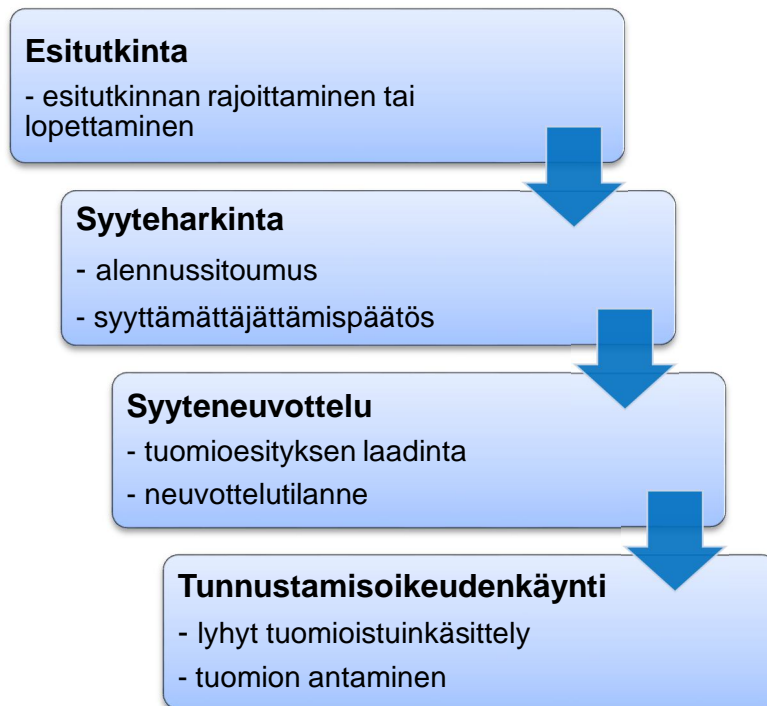 Esitutkinta
- esitutkinnan rajoittaminen tai
lopettaminen
Syyteharkinta
- alennussitoumus
- syyttämättäjättämispäätös
Syyteneuvottelu
- tuomioesityksen laadinta
- neuvottelutilanne
Tunnustamisoikeudenkäynti
- lyhyt tuomioistuinkäsittely
- tuomion antaminen